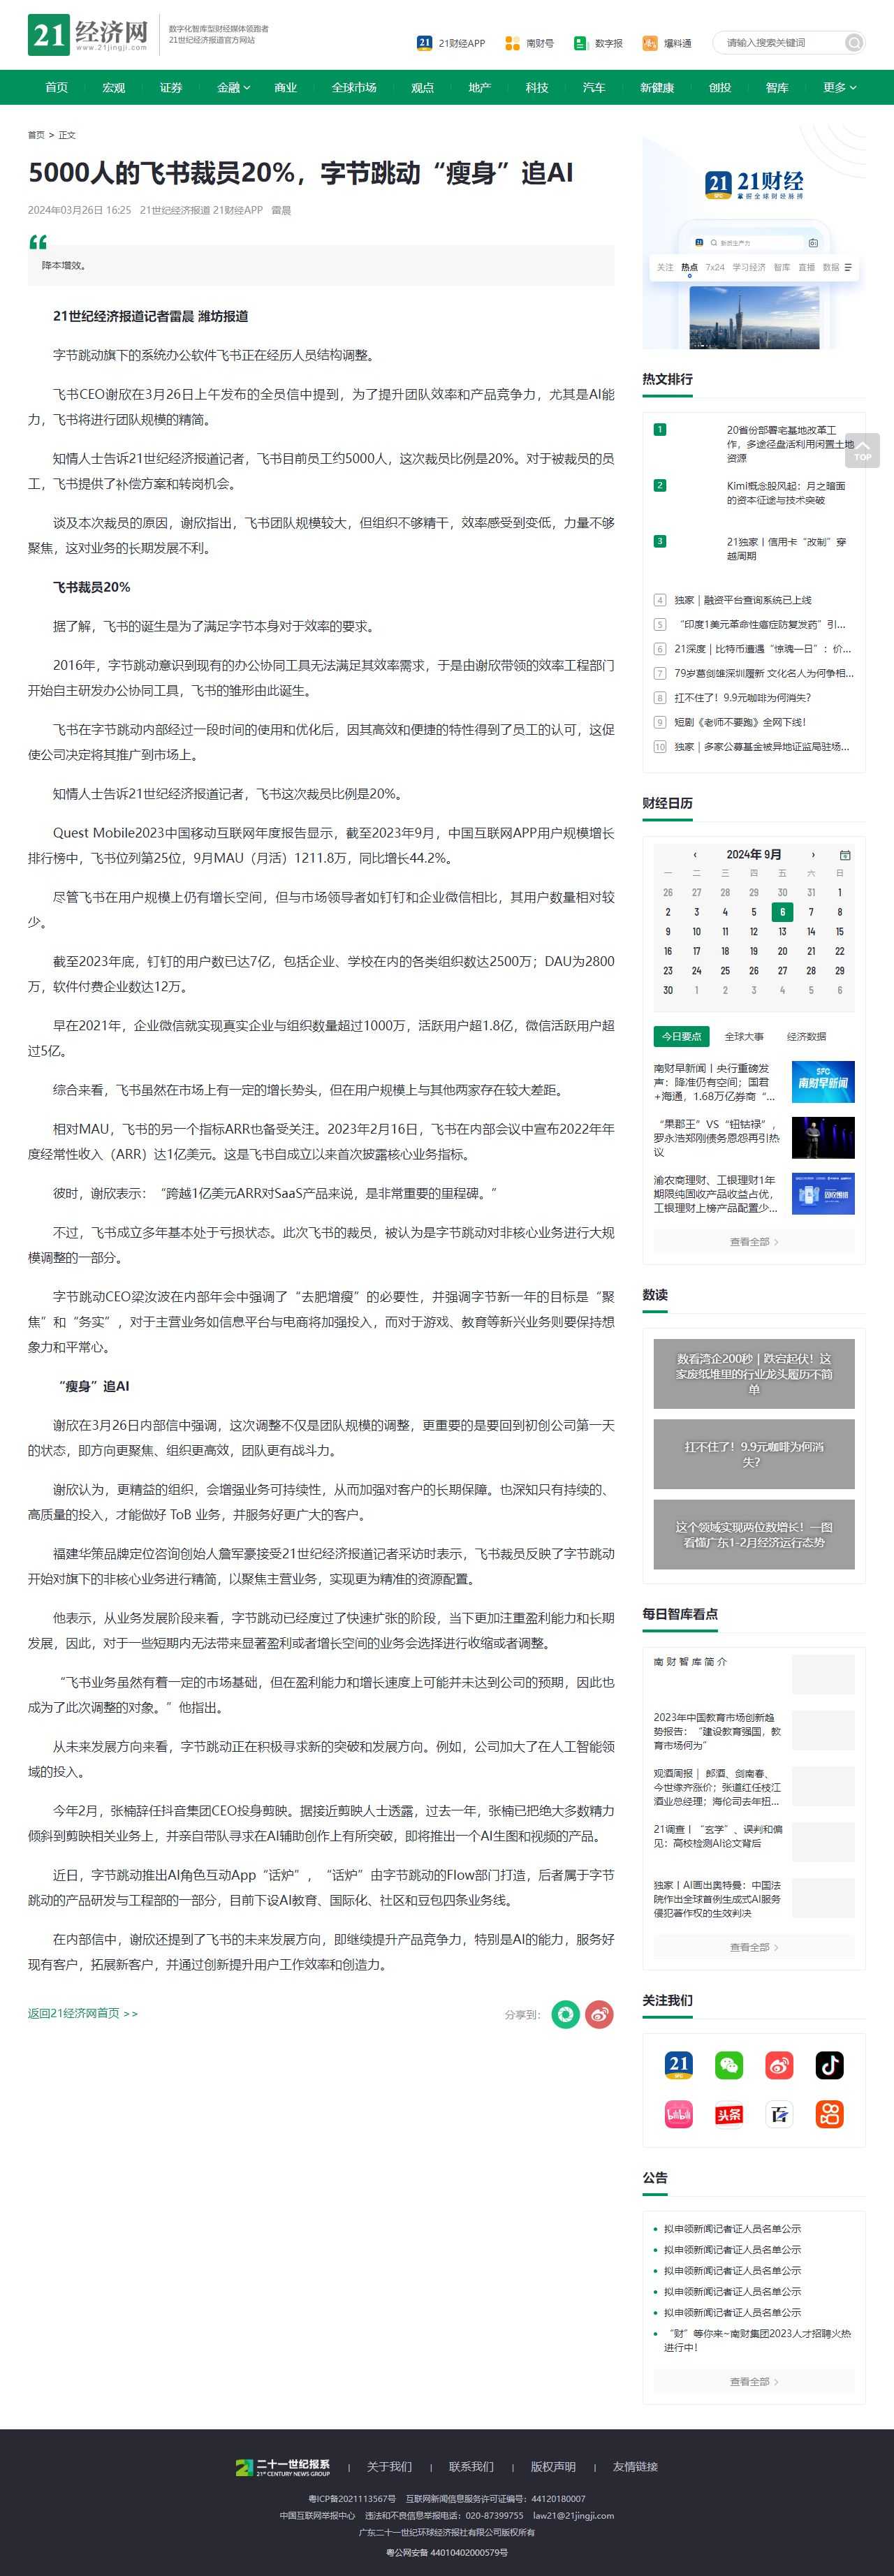 21 经济网
www.21jingji.com
数字化智库型财经媒体领跑者
21世纪经济报道官方网站
21财经APP
南财号
数字报
爆料通
请输入搜索关键词
首页 宏观 证券 金融 商业 全球市场 观点 地产 科技 汽车 新健康 创投 智库 更多
首页 > 正文
5000人的飞书裁员20%，字节跳动“瘦身”追AI
2024年03月26日 16:25 21世纪经济报道 21财经APP 雷晨
降本增效。
21世纪经济报道记者雷晨 潍坊报道
字节跳动旗下的系统办公软件飞书正在经历人员结构调整。
飞书CEO谢欣在3月26日上午发布的全员信中提到，为了提升团队效率和产品竞争力，尤其是AI能
力，飞书将进行团队规模的精简。
知情人士告诉21世纪经济报道记者，飞书目前员工约5000人，这次裁员比例是20%。对于被裁员的员
工，飞书提供了补偿方案和转岗机会。
谈及本次裁员的原因，谢欣指出，飞书团队规模较大，但组织不够精干，效率感受到变低，力量不够
聚焦，这对业务的长期发展不利。
飞书裁员20%
据了解，飞书的诞生是为了满足字节本身对于效率的要求。
2016年，字节跳动意识到现有的办公协同工具无法满足其效率需求，于是由谢欣带领的效率工程部门
开始自主研发办公协同工具，飞书的雏形由此诞生。
飞书在字节跳动内部经过一段时间的使用和优化后，因其高效和便捷的特性得到了员工的认可，这促
使公司决定将其推广到市场上。
知情人士告诉21世纪经济报道记者，飞书这次裁员比例是20%。
Quest Mobile2023中国移动互联网年度报告显示，截至2023年9月，中国互联网APP用户规模增长
排行榜中，飞书位列第25位，9月MAU（月活）1211.8万，同比增长44.2%。
尽管飞书在用户规模上仍有增长空间，但与市场领导者如钉钉和企业微信相比，其用户数量相对较
少。
截至2023年底，钉钉的用户数已达7亿，包括企业、学校在内的各类组织数达2500万；DAU为2800
万，软件付费企业数达12万。
早在2021年，企业微信就实现真实企业与组织数量超过1000万，活跃用户超1.8亿，微信活跃用户超
过5亿。
综合来看，飞书虽然在市场上有一定的增长势头，但在用户规模上与其他两家存在较大差距。
相对MAU，飞书的另一个指标ARR也备受关注。2023年2月16日，飞书在内部会议中宣布2022年年
度经常性收入（ARR）达1亿美元。这是飞书自成立以来首次披露核心业务指标。
彼时，谢欣表示：“跨越1亿美元ARR对SaaS产品来说，是非常重要的里程碑。”
不过，飞书成立多年基本处于亏损状态。此次飞书的裁员，被认为是字节跳动对非核心业务进行大规
模调整的一部分。
字节跳动CEO梁汝波在内部年会中强调了“去肥增瘦”的必要性，并强调字节新一年的目标是“聚
焦”和“务实”，对于主营业务如信息平台与电商将加强投入，而对于游戏、教育等新兴业务则要保持想
象力和平常心。
“瘦身”追AI
谢欣在3月26日内部信中强调，这次调整不仅是团队规模的调整，更重要的是要回到初创公司第一天
的状态，即方向更聚焦、组织更高效，团队更有战斗力。
谢欣认为，更精益的组织，会增强业务可持续性，从而加强对客户的长期保障。也深知只有持续的、
高质量的投入，才能做好 ToB 业务，并服务好更广大的客户。
福建华策品牌定位咨询创始人詹军豪接受21世纪经济报道记者采访时表示，飞书裁员反映了字节跳动
开始对旗下的非核心业务进行精简，以聚焦主营业务，实现更为精准的资源配置。
他表示，从业务发展阶段来看，字节跳动已经度过了快速扩张的阶段，当下更加注重盈利能力和长期
发展，因此，对于一些短期内无法带来显著盈利或者增长空间的业务会选择进行收缩或者调整。
“飞书业务虽然有着一定的市场基础，但在盈利能力和增长速度上可能并未达到公司的预期，因此也
成为了此次调整的对象。”他指出。
从未来发展方向来看，字节跳动正在积极寻求新的突破和发展方向。例如，公司加大了在人工智能领
域的投入。
今年2月，张楠辞任抖音集团CEO投身剪映。据接近剪映人士透露，过去一年，张楠已把绝大多数精力
倾斜到剪映相关业务上，并亲自带队寻求在AI辅助创作上有所突破，即将推出一个AI生图和视频的产品。
近日，字节跳动推出AI角色互动App“话炉”，“话炉”由字节跳动的Flow部门打造，后者属于字节
跳动的产品研发与工程部的一部分，目前下设AI教育、国际化、社区和豆包四条业务线。
在内部信中，谢欣还提到了飞书的未来发展方向，即继续提升产品竞争力，特别是AI的能力，服务好
现有客户，拓展新客户，并通过创新提升用户工作效率和创造力。
返回21经济网首页 >>
分享到：
21财经
掌握全球财经脉搏
新质生产力
关注 热点 7x24 学习经济 智库 直播 数据
热文排行
1 20省份部署宅基地改革工
作，多途径盘活利用闲置土地
资源
TOP
2 Kimi概念股风起：月之暗面
的资本征途与技术突破
3 21独家丨信用卡“改制”穿
越周期
4 独家｜融资平台查询系统已上线
5 “印度1美元革命性癌症防复发药”引...
6 21深度｜比特币遭遇“惊魂一日”：价...
7 79岁葛剑雄深圳履新 文化名人为何争相...
8 扛不住了！9.9元咖啡为何消失？
9 短剧《老师不要跑》全网下线！
10 独家｜多家公募基金被异地证监局驻场...
财经日历
‹ 2024年 9月 ›
一 二 三 四 五 六 日
26 27 28 29 30 31 1
2 3 4 5 6 7 8
9 10 11 12 13 14 15
16 17 18 19 20 21 22
23 24 25 26 27 28 29
30 1 2 3 4 5 6
今日要点 全球大事 经济数据
南财早新闻丨央行重磅发
声：降准仍有空间；国君
+海通，1.68万亿券商“...
SFC
南财早新闻
“果郡王”VS“钮钴禄”，
罗永浩郑刚债务恩怨再引热
议
渝农商理财、工银理财1年
期限纯固收产品收益占优，
工银理财上榜产品配置少...
查看全部 >
数读
数看湾企200秒｜跌宕起伏！这
家废纸堆里的行业龙头履历不简
单
扛不住了！9.9元咖啡为何消
失？
这个领域实现两位数增长！一图
看懂广东1-2月经济运行态势
每日智库看点
南 财 智 库 简 介
2023年中国教育市场创新趋
势报告：“建设教育强国，教
育市场何为”
观酒周报｜ 郎酒、剑南春、
今世缘齐涨价；张道红任枝江
酒业总经理；海伦司去年扭...
21调查丨“玄学”、误判和偏
见：高校检测AI论文背后
独家丨AI画出奥特曼：中国法
院作出全球首例生成式AI服务
侵犯著作权的生效判决
查看全部 >
关注我们
21
SFC
bilibili
头条
百
公告
拟申领新闻记者证人员名单公示
拟申领新闻记者证人员名单公示
拟申领新闻记者证人员名单公示
拟申领新闻记者证人员名单公示
拟申领新闻记者证人员名单公示
“财”等你来~南财集团2023人才招聘火热
进行中！
查看全部 >
二十一世纪报系
21st CENTURY NEWS GROUP
| 关于我们 | 联系我们 | 版权声明 | 友情链接
粤ICP备2021113567号 互联网新闻信息服务许可证编号：44120180007
中国互联网举报中心 违法和不良信息举报电话：020-87399755 law21@21jingji.com
广东二十一世纪环球经济报社有限公司版权所有
粤公网安备 44010402000579号